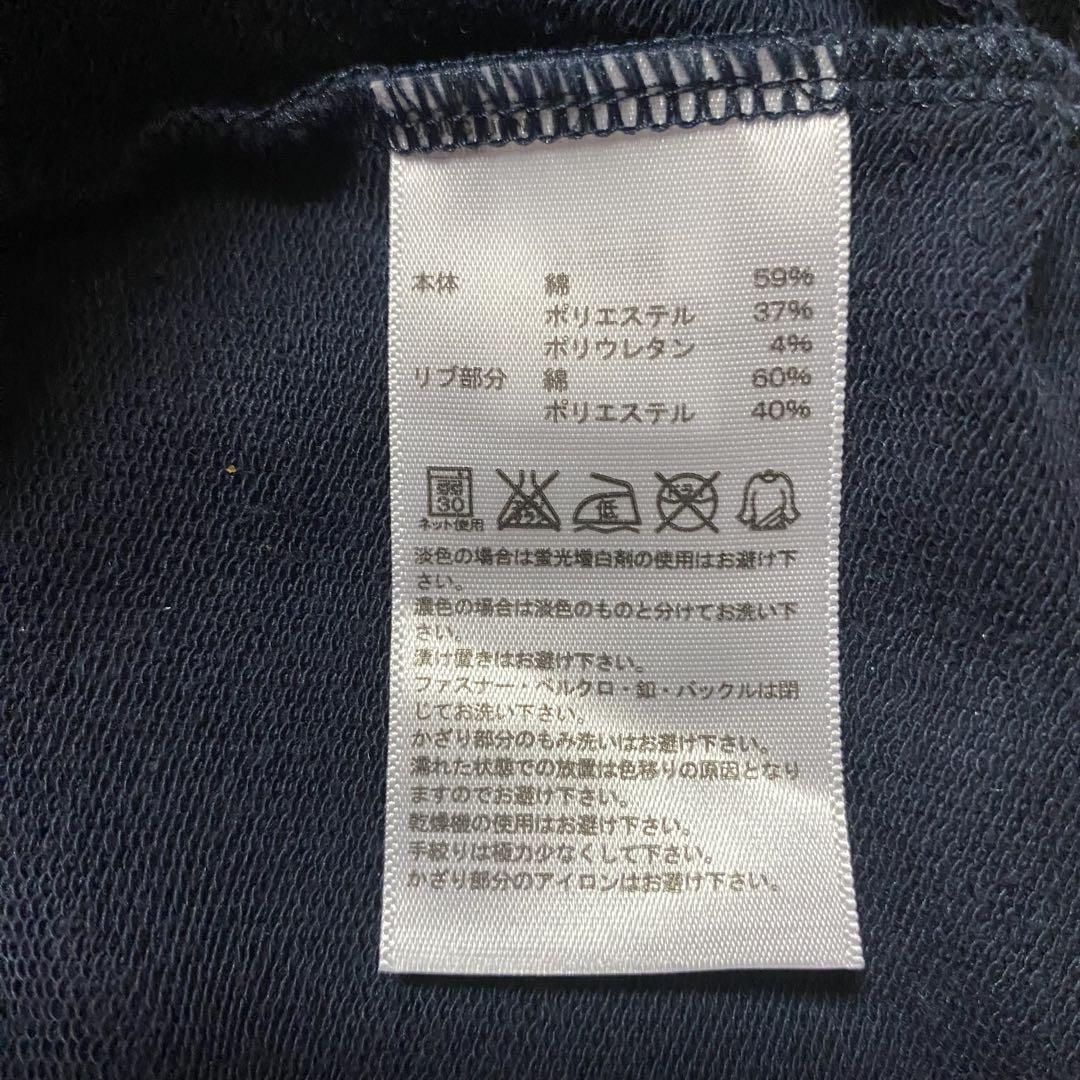 本体 綿 59%
ポリエステル 37%
ポリウレタン 4%
リブ部分 綿 60%
ポリエステル 40%
弱 30 低
ネット使用
淡色の場合は蛍光増白剤の使用はお避け下
さい。
濃色の場合は淡色のものと分けてお洗い下
さい。
漬け置きはお避け下さい。
ファスナー・ベルクロ・釦・バックルは閉
じてお洗い下さい。
かざり部分のもみ洗いはお避け下さい。
濡れた状態での放置は色移りの原因となり
ますのでお避け下さい。
乾燥機の使用はお避け下さい。
手絞りは極力少なくして下さい。
かざり部分のアイロンはお避け下さい。